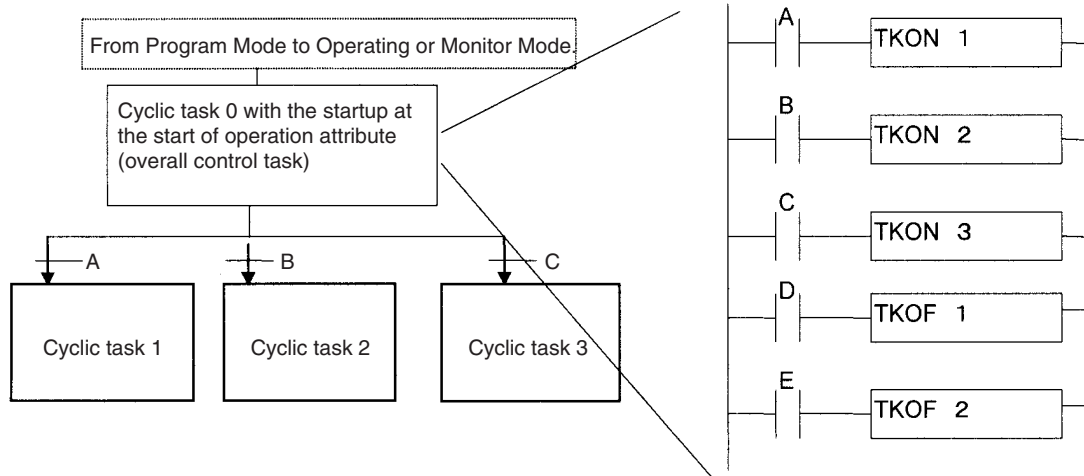 From Program Mode to Operating or Monitor Mode.
Cyclic task 0 with the startup at
the start of operation attribute
(overall control task)
A
B
C
Cyclic task 1
Cyclic task 2
Cyclic task 3
A
TKON 1
B
TKON 2
C
TKON 3
D
TKOF 1
E
TKOF 2